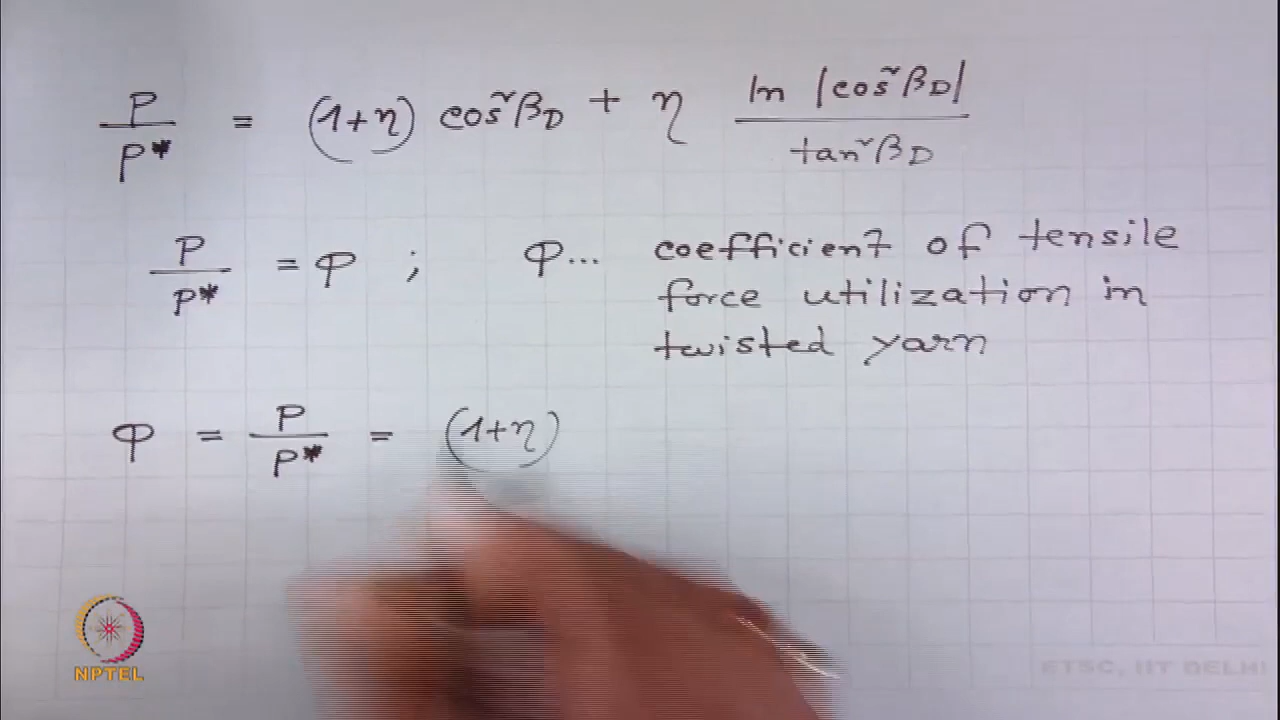 P/P* = (1+η) cos²β_D + η ln |cos²β_D| / tan²β_D
P/P* = φ ; φ... coefficient of tensile
force utilization in
twisted yarn
φ = P/P* = (1+η)
NPTEL
ETSC, IIT DELHI